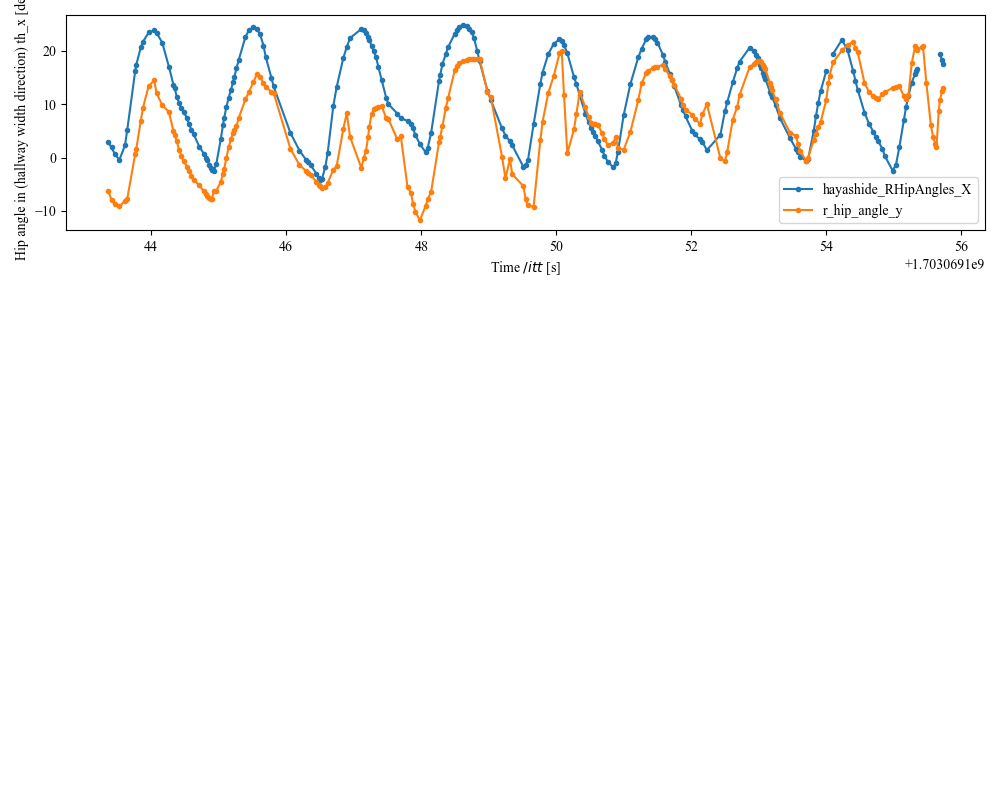 Hip angle in (hallway width direction) th_x [de
20
10
0
−10
44
46
48
50
52
54
56
hayashide_RHipAngles_X
r_hip_angle_y
Time /itt [s]
+1.7030691e9